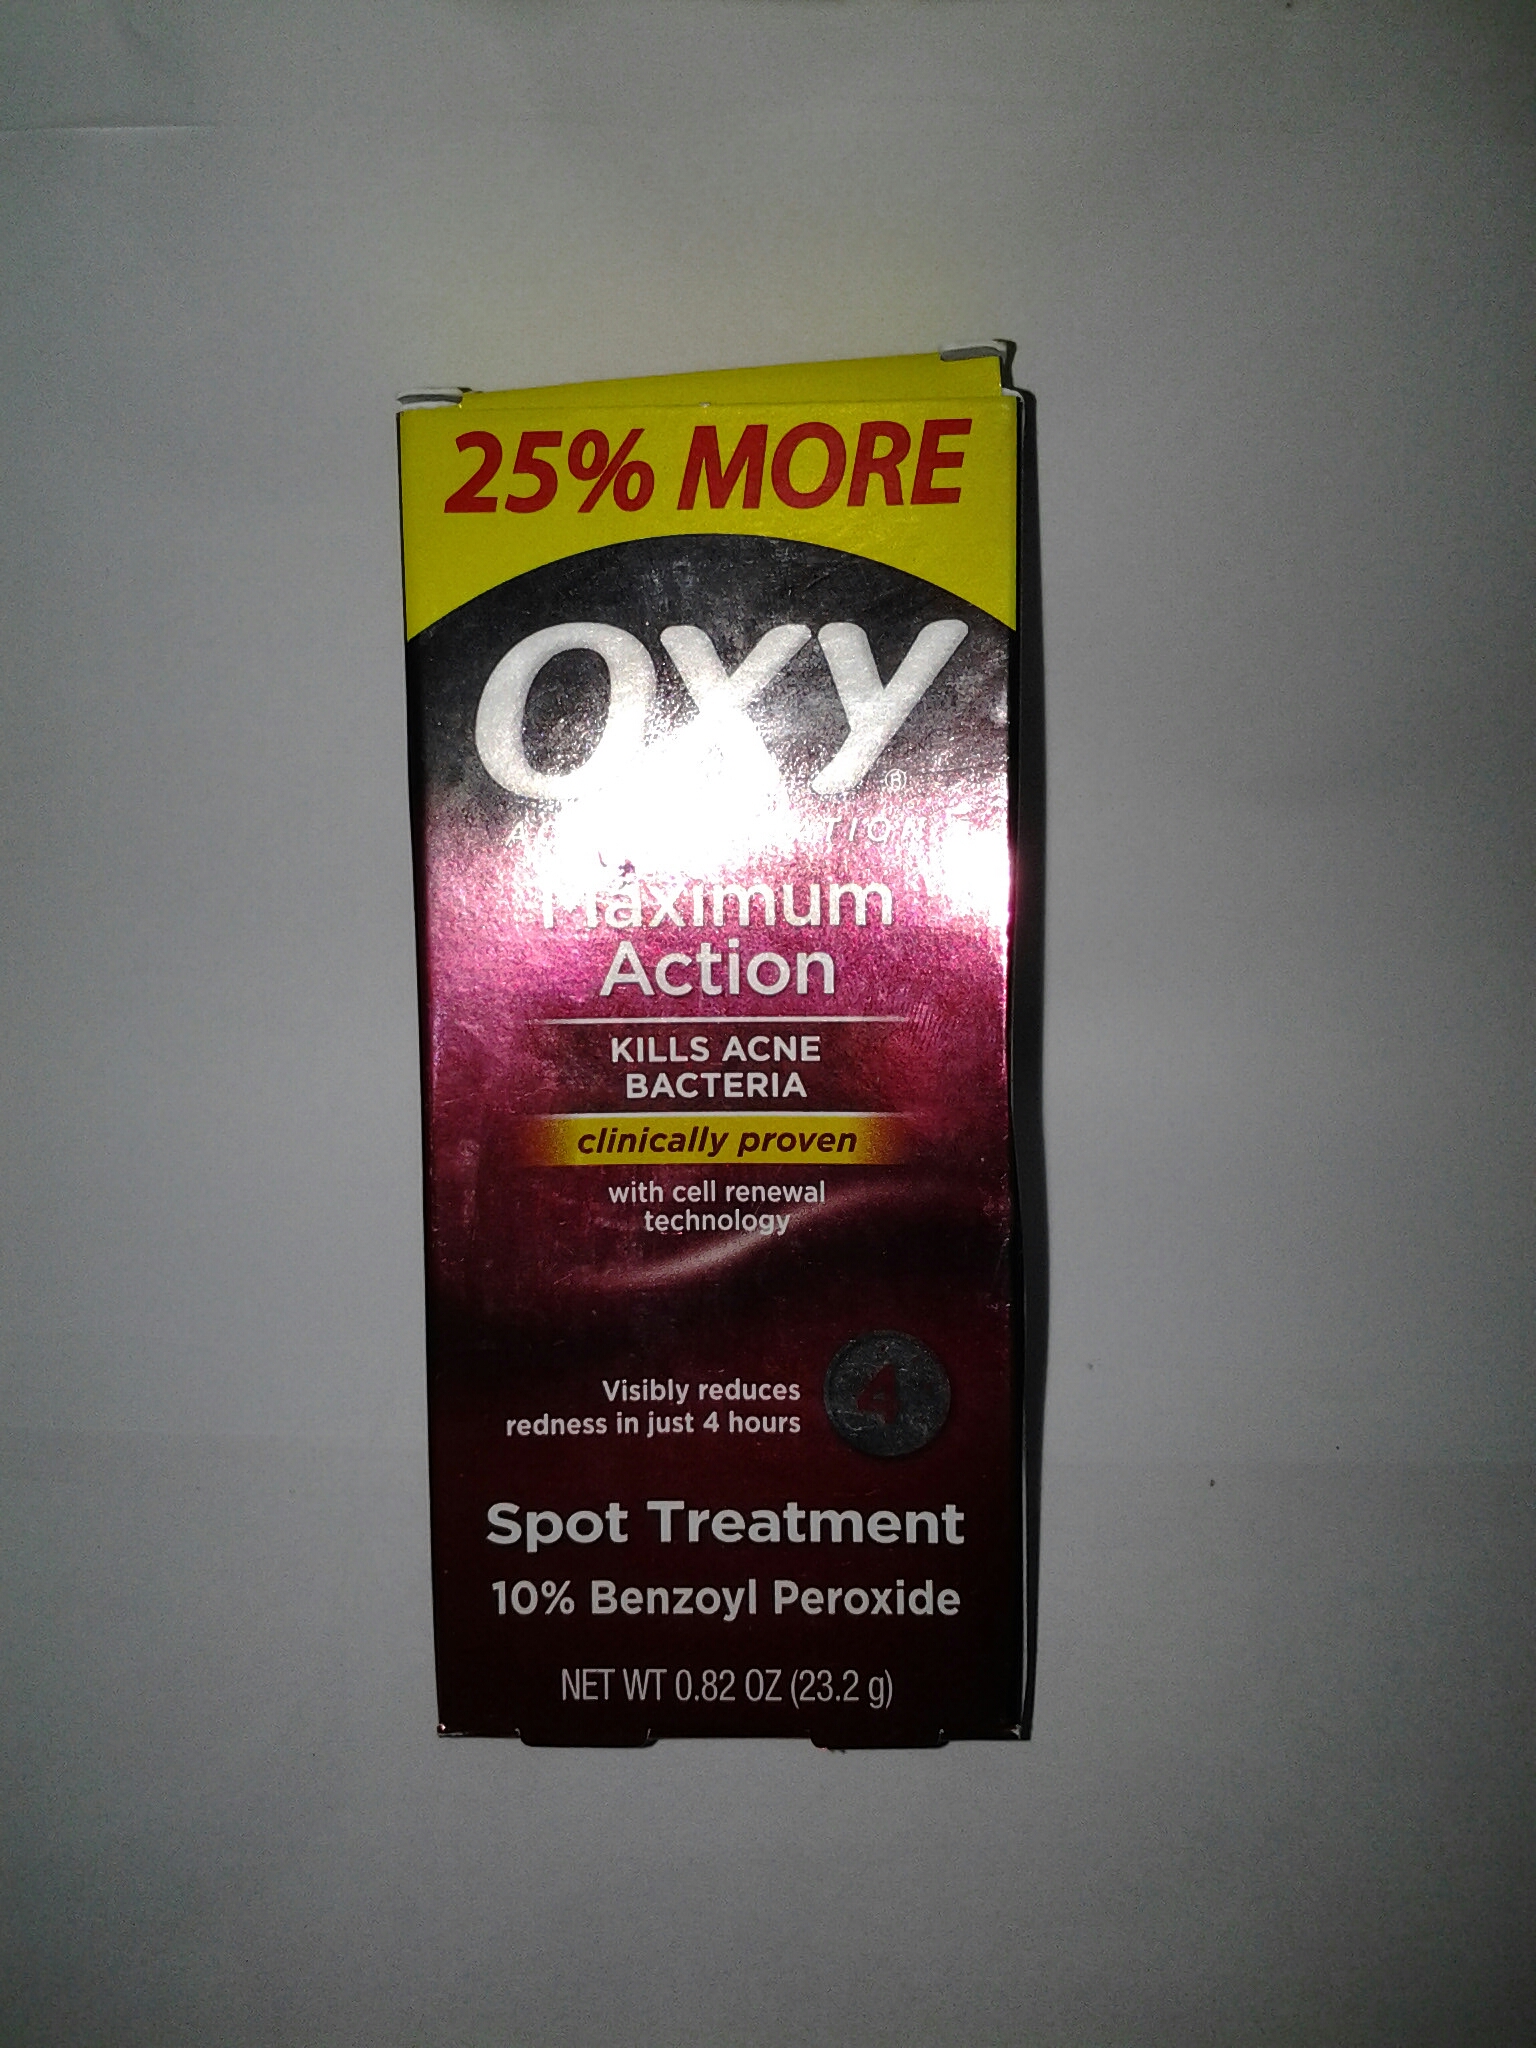 25% MORE
OXY®
Maximum
Action
KILLS ACNE
BACTERIA
clinically proven
with cell renewal
technology
Visibly reduces
redness in just 4 hours
4
Spot Treatment
10% Benzoyl Peroxide
NET WT 0.82 OZ (23.2 g)